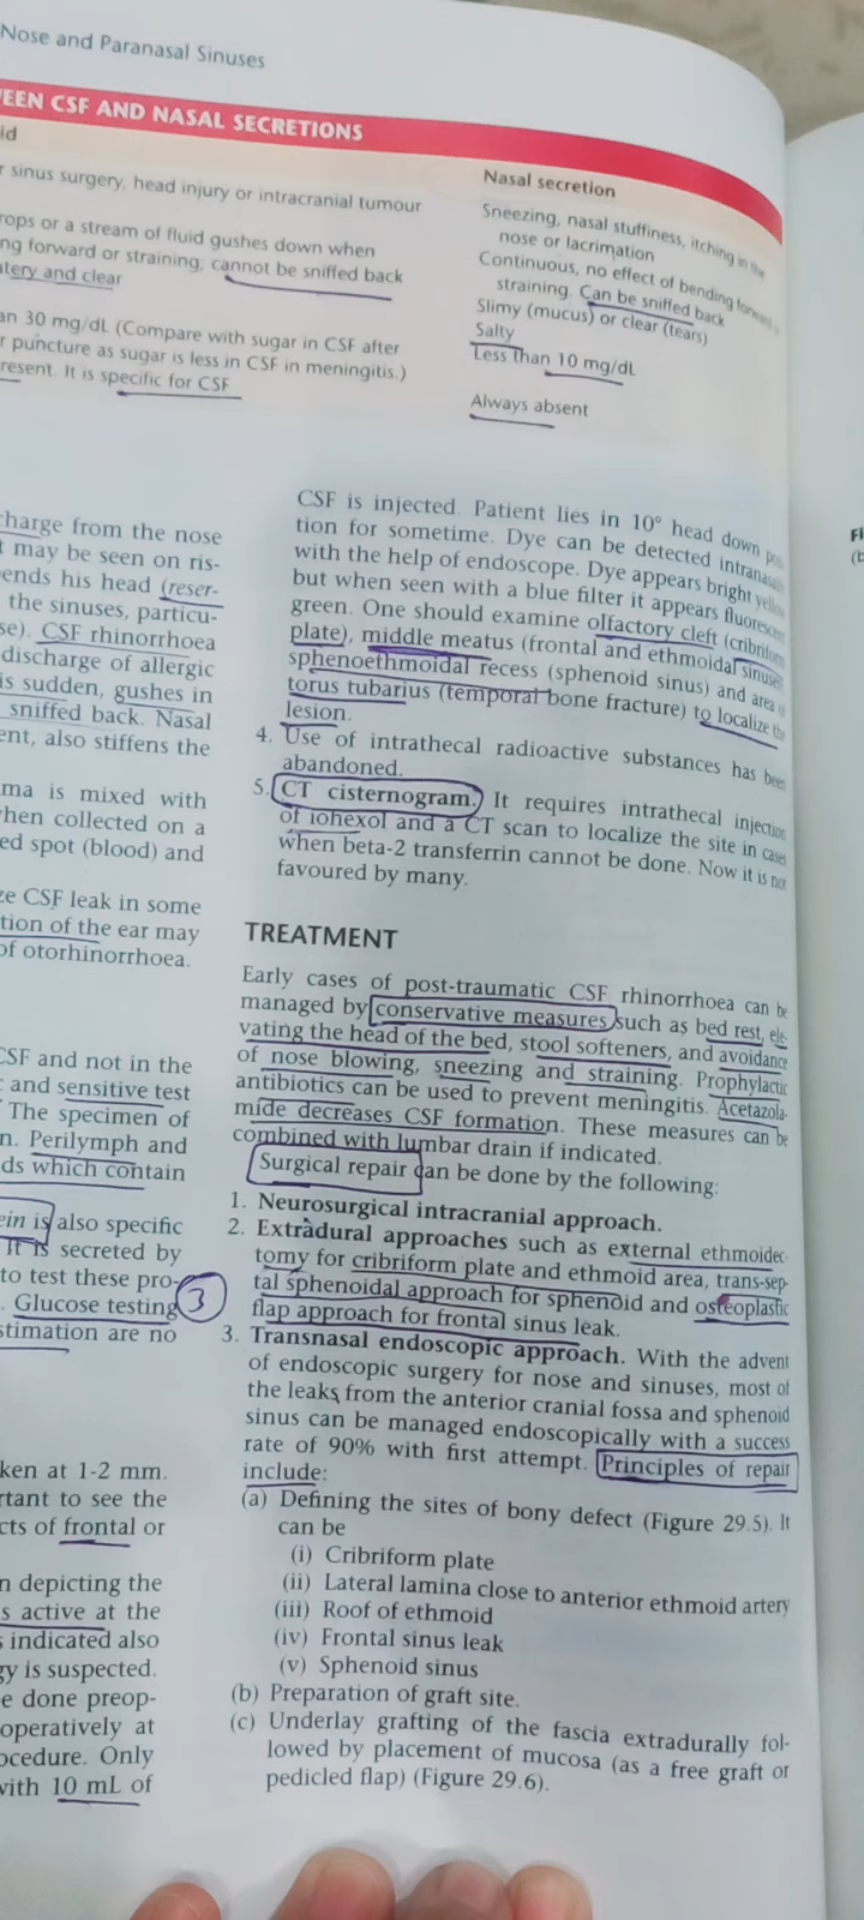 Nose and Paranasal Sinuses
EEN CSF AND NASAL SECRETIONS
id
sinus surgery, head injury or intracranial tumour
rops or a stream of fluid gushes down when
ng forward or straining; cannot be sniffed back
tery and clear
an 30 mg/dL (Compare with sugar in CSF after
r puncture as sugar is less in CSF in meningitis.)
resent. It is specific for CSF
Nasal secretion
Sneezing, nasal stuffiness, itching in the
nose or lacrimation
Continuous, no effect of bending forward
straining. Can be sniffed back
Slimy (mucus) or clear (tears)
Salty
Less than 10 mg/dL
Always absent
charge from the nose
t may be seen on ris-
ends his head (reser-
the sinuses, particu-
se). CSF rhinorrhoea
discharge of allergic
is sudden, gushes in
sniffed back. Nasal
ent, also stiffens the
ma is mixed with
hen collected on a
ed spot (blood) and
ze CSF leak in some
tion of the ear may
of otorhinorrhoea.
CSF and not in the
and sensitive test
The specimen of
n. Perilymph and
ds which contain
ein is also specific
It is secreted by
to test these pro-
. Glucose testing
stimation are no
3
ken at 1-2 mm.
rtant to see the
cts of frontal or
n depicting the
s active at the
indicated also
gy is suspected.
e done preop-
operatively at
ocedure. Only
with 10 mL of
CSF is injected. Patient lies in 10° head down
tion for sometime. Dye can be detected intranasally
with the help of endoscope. Dye appears bright yellow
but when seen with a blue filter it appears fluorescent
green. One should examine olfactory cleft (cribriform
plate), middle meatus (frontal and ethmoidal sinuses
sphenoethmoidal recess (sphenoid sinus) and area of
torus tubarius (temporal bone fracture) to localize the
lesion.
4. Use of intrathecal radioactive substances has been
abandoned.
5. CT cisternogram. It requires intrathecal injection
of iohexol and a CT scan to localize the site in cases
when beta-2 transferrin cannot be done. Now it is not
favoured by many.
TREATMENT
Early cases of post-traumatic CSF rhinorrhoea can be
managed by conservative measures such as bed rest, ele-
vating the head of the bed, stool softeners, and avoidance
of nose blowing, sneezing and straining. Prophylactic
antibiotics can be used to prevent meningitis. Acetazola-
mide decreases CSF formation. These measures can be
combined with lumbar drain if indicated.
Surgical repair can be done by the following:
1. Neurosurgical intracranial approach.
2. Extradural approaches such as external ethmoidec-
tomy for cribriform plate and ethmoid area, trans-sep-
tal sphenoidal approach for sphenoid and osteoplastic
flap approach for frontal sinus leak.
3. Transnasal endoscopic approach. With the advent
of endoscopic surgery for nose and sinuses, most of
the leaks from the anterior cranial fossa and sphenoid
sinus can be managed endoscopically with a success
rate of 90% with first attempt. Principles of repair
include:
(a) Defining the sites of bony defect (Figure 29.5). It
can be
(i) Cribriform plate
(ii) Lateral lamina close to anterior ethmoid artery
(iii) Roof of ethmoid
(iv) Frontal sinus leak
(v) Sphenoid sinus
(b) Preparation of graft site.
(c) Underlay grafting of the fascia extradurally fol-
lowed by placement of mucosa (as a free graft or
pedicled flap) (Figure 29.6).